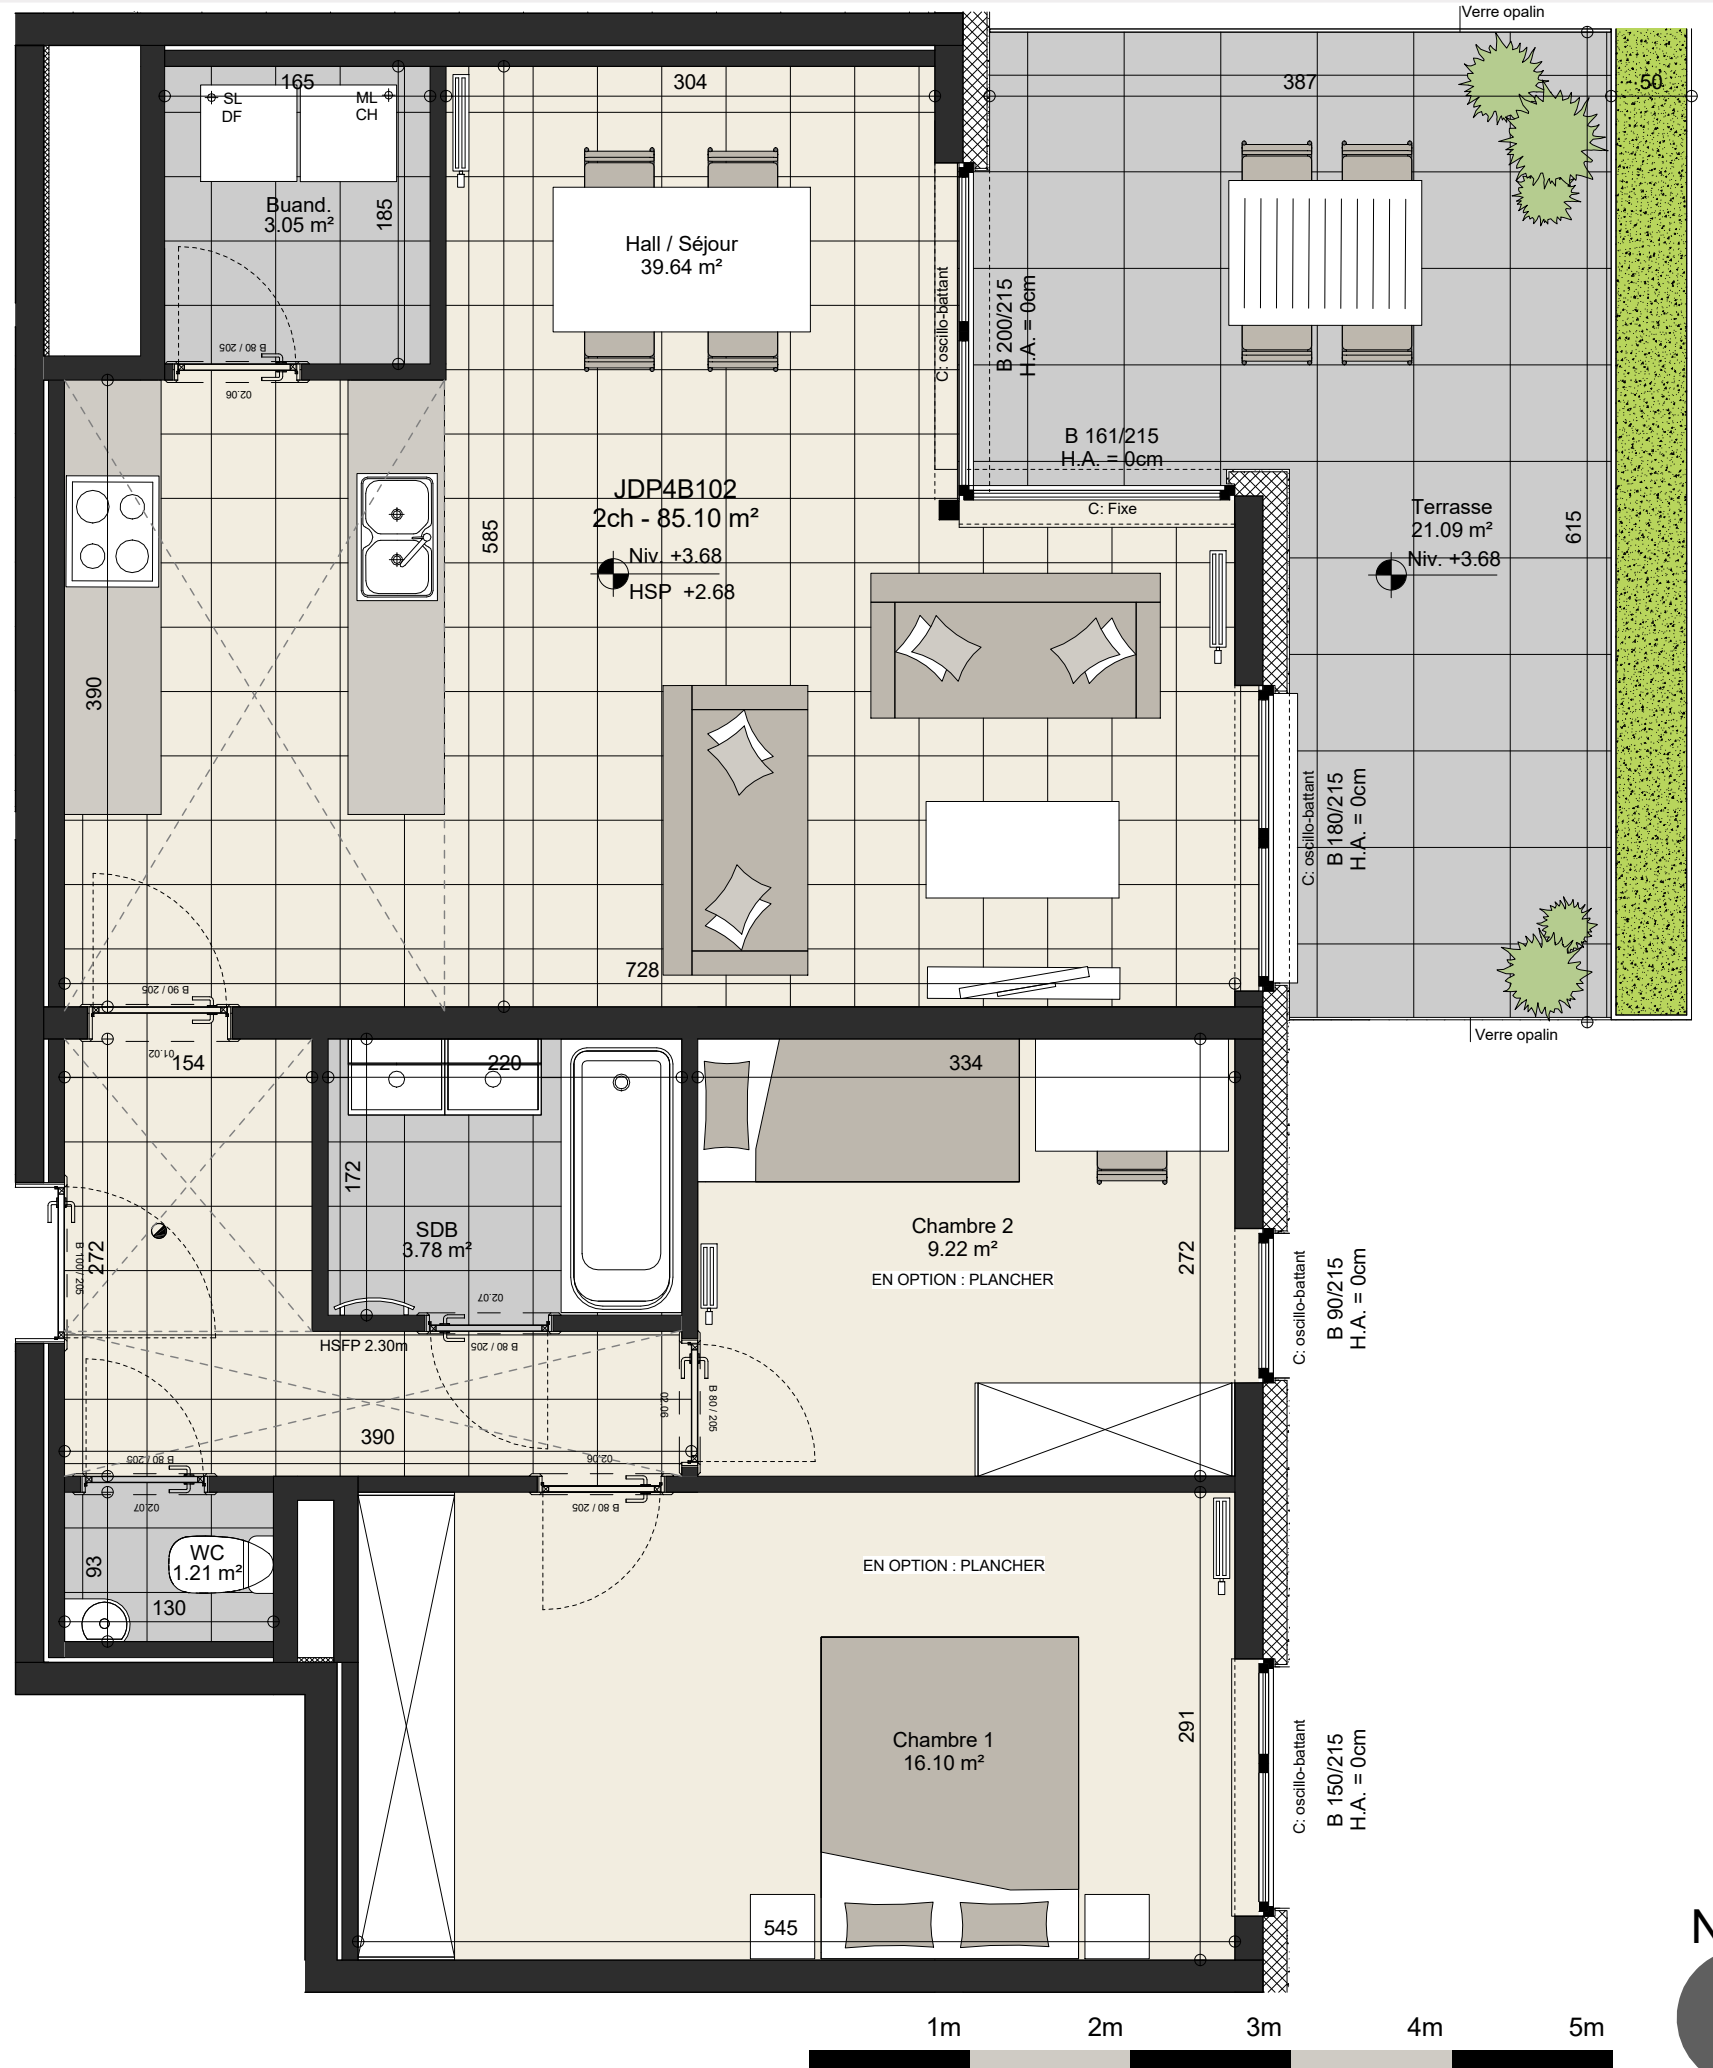 Verre opalin
165
304
387
50
SL
DF
ML
CH
Buand.
3.05 m²
185
Hall / Séjour
39.64 m²
C: oscillo-battant
B 200/215
H.A. = 0cm
B 80 / 205
02.06
B 161/215
H.A. = 0cm
C: Fixe
JDP4B102
2ch - 85.10 m²
585
Niv. +3.68
HSP +2.68
Terrasse
21.09 m²
Niv. +3.68
615
390
C: oscillo-battant
B 180/215
H.A. = 0cm
728
B 90 / 205
01.02
Verre opalin
154
220
334
172
SDB
3.78 m²
Chambre 2
9.22 m²
EN OPTION : PLANCHER
272
272
B 100 / 205
C: oscillo-battant
B 90/215
H.A. = 0cm
02.07
B 80 / 205
HSFP 2.30m
02.06
B 80 / 205
390
B 80 / 205
02.07
02.06
B 80 / 205
WC
1.21 m²
93
130
EN OPTION : PLANCHER
Chambre 1
16.10 m²
291
C: oscillo-battant
B 150/215
H.A. = 0cm
545
N
1m
2m
3m
4m
5m